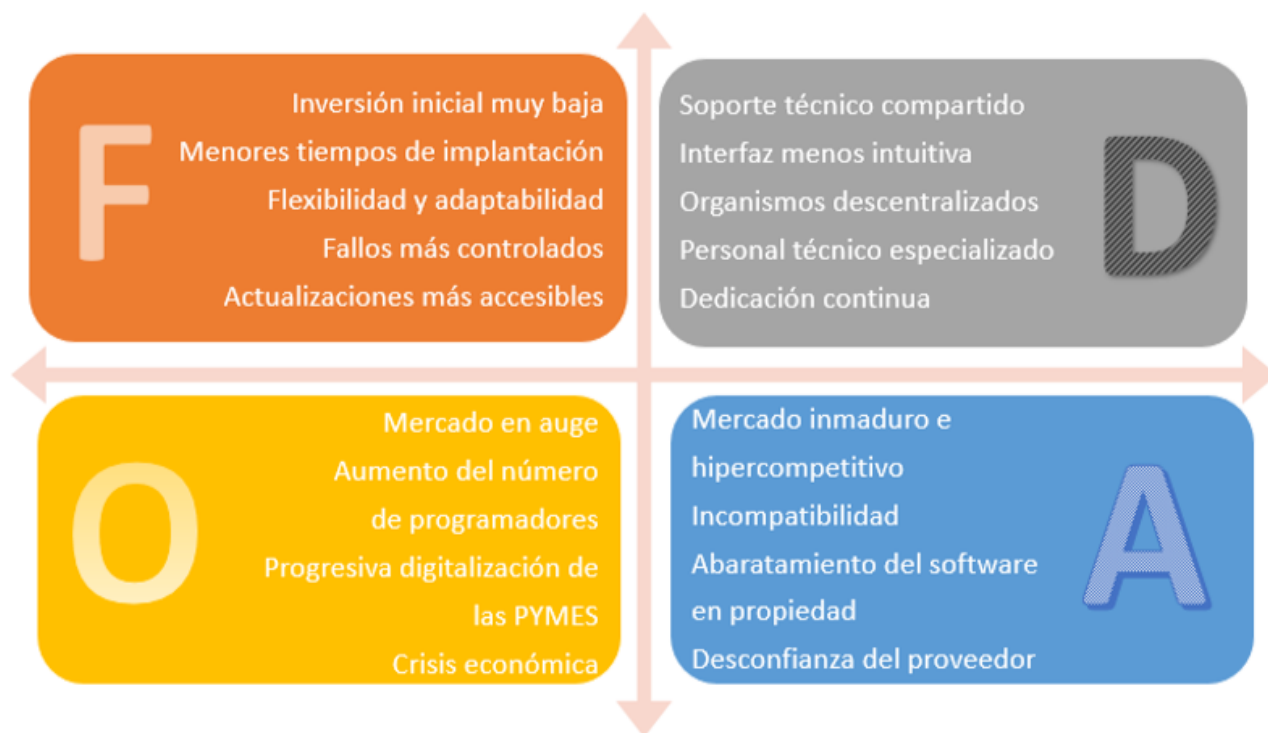 F
Inversión inicial muy baja
Menores tiempos de implantación
Flexibilidad y adaptabilidad
Fallos más controlados
Actualizaciones más accesibles
D
Soporte técnico compartido
Interfaz menos intuitiva
Organismos descentralizados
Personal técnico especializado
Dedicación continua
O
Mercado en auge
Aumento del número
de programadores
Progresiva digitalización de
las PYMES
Crisis económica
A
Mercado inmaduro e
hipercompetitivo
Incompatibilidad
Abaratamiento del software
en propiedad
Desconfianza del proveedor